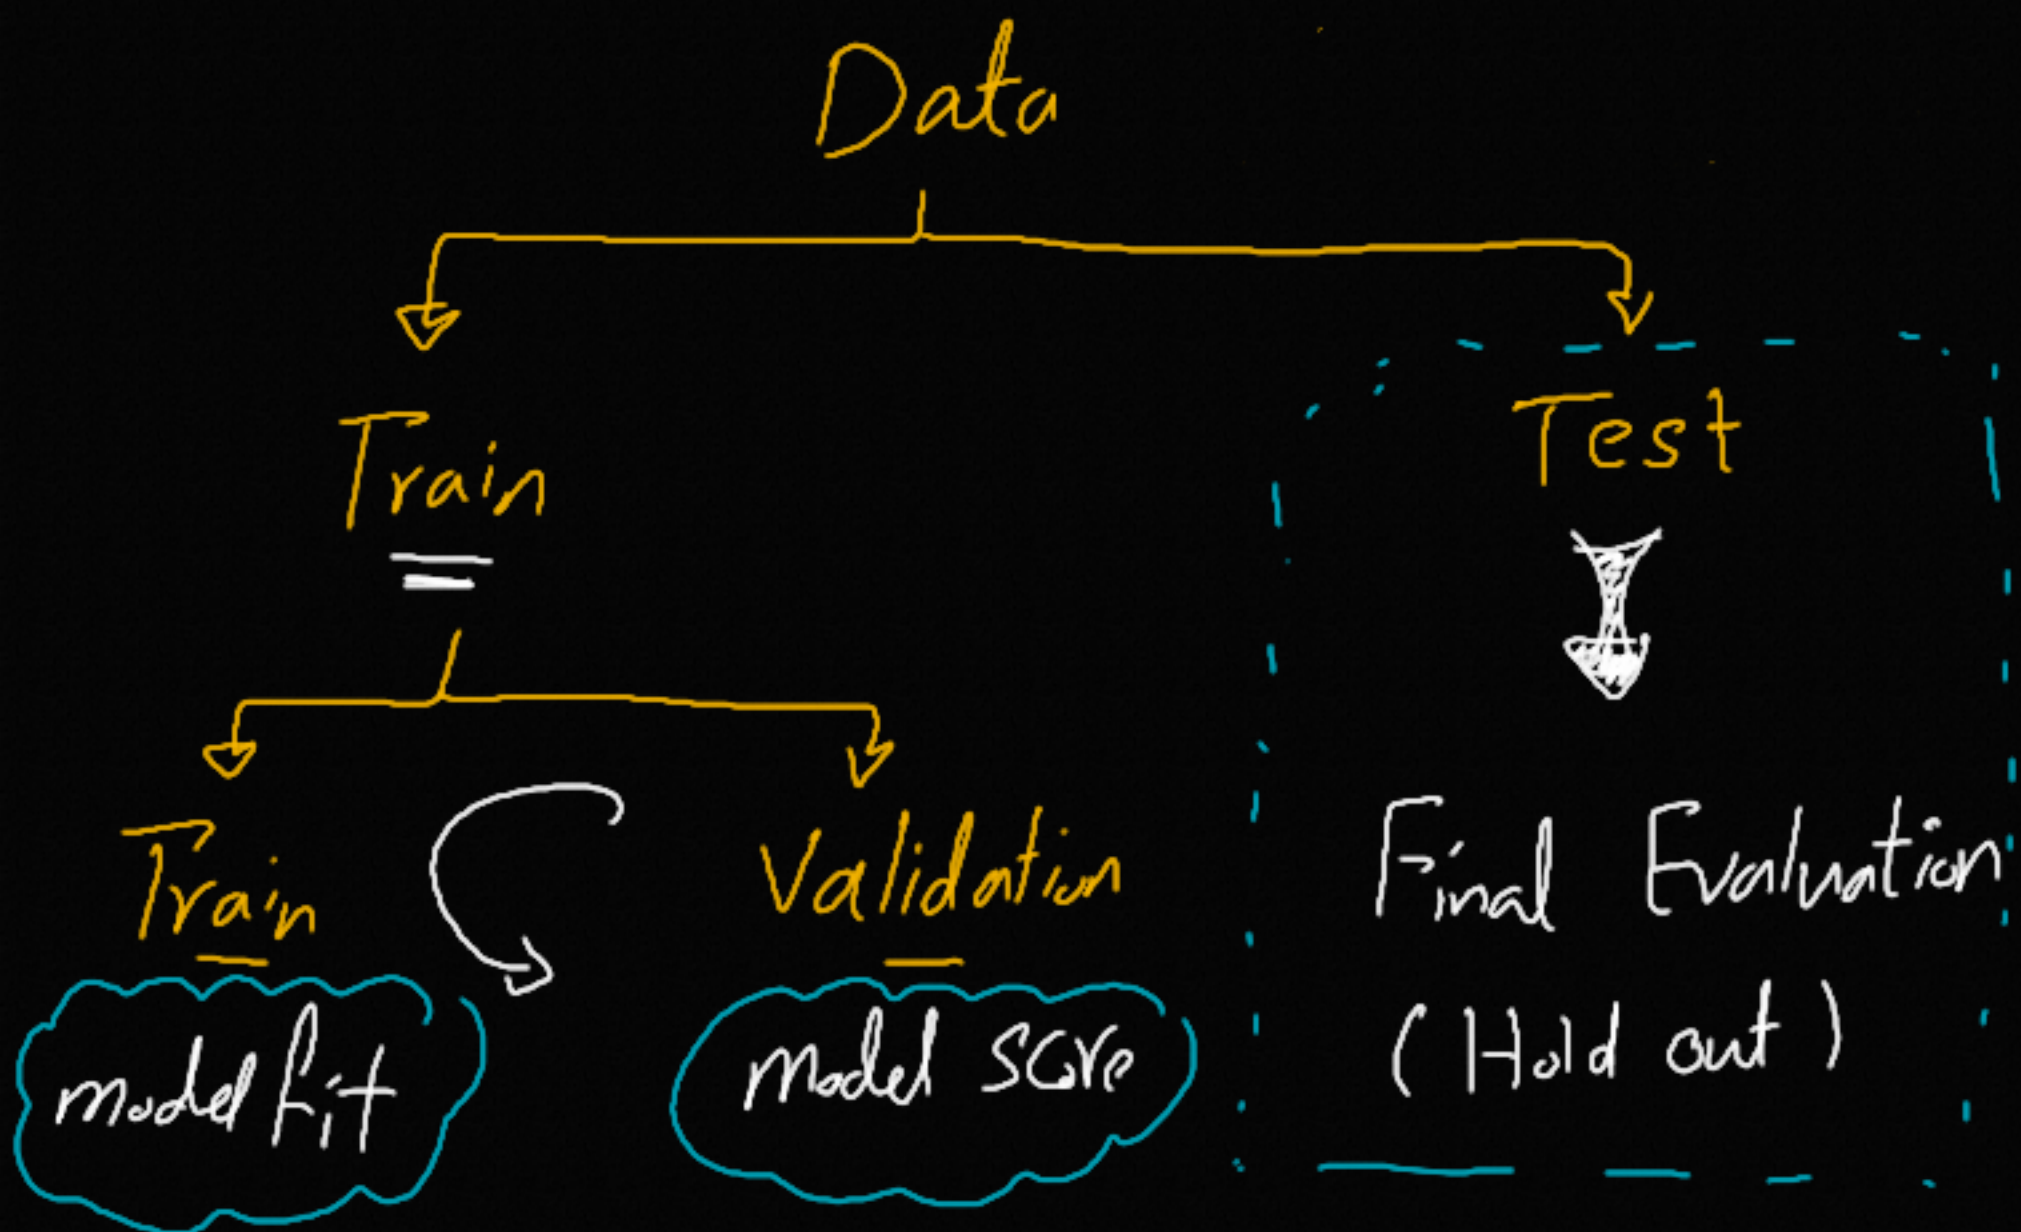 Data
Train
Test
Train
Validation
Final Evaluation
model fit
model score
(Hold out)